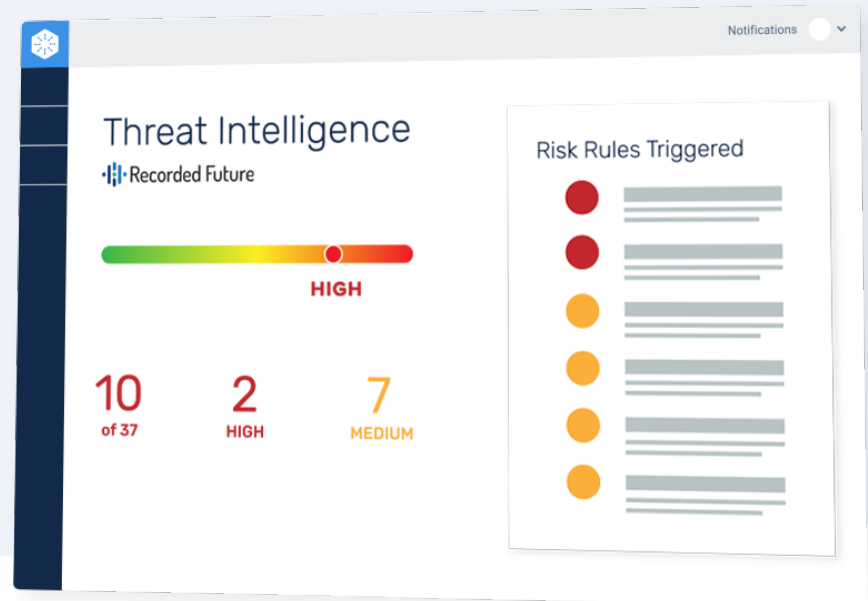 Notifications
Threat Intelligence
Recorded Future
HIGH
10
of 37
2
HIGH
7
MEDIUM
Risk Rules Triggered